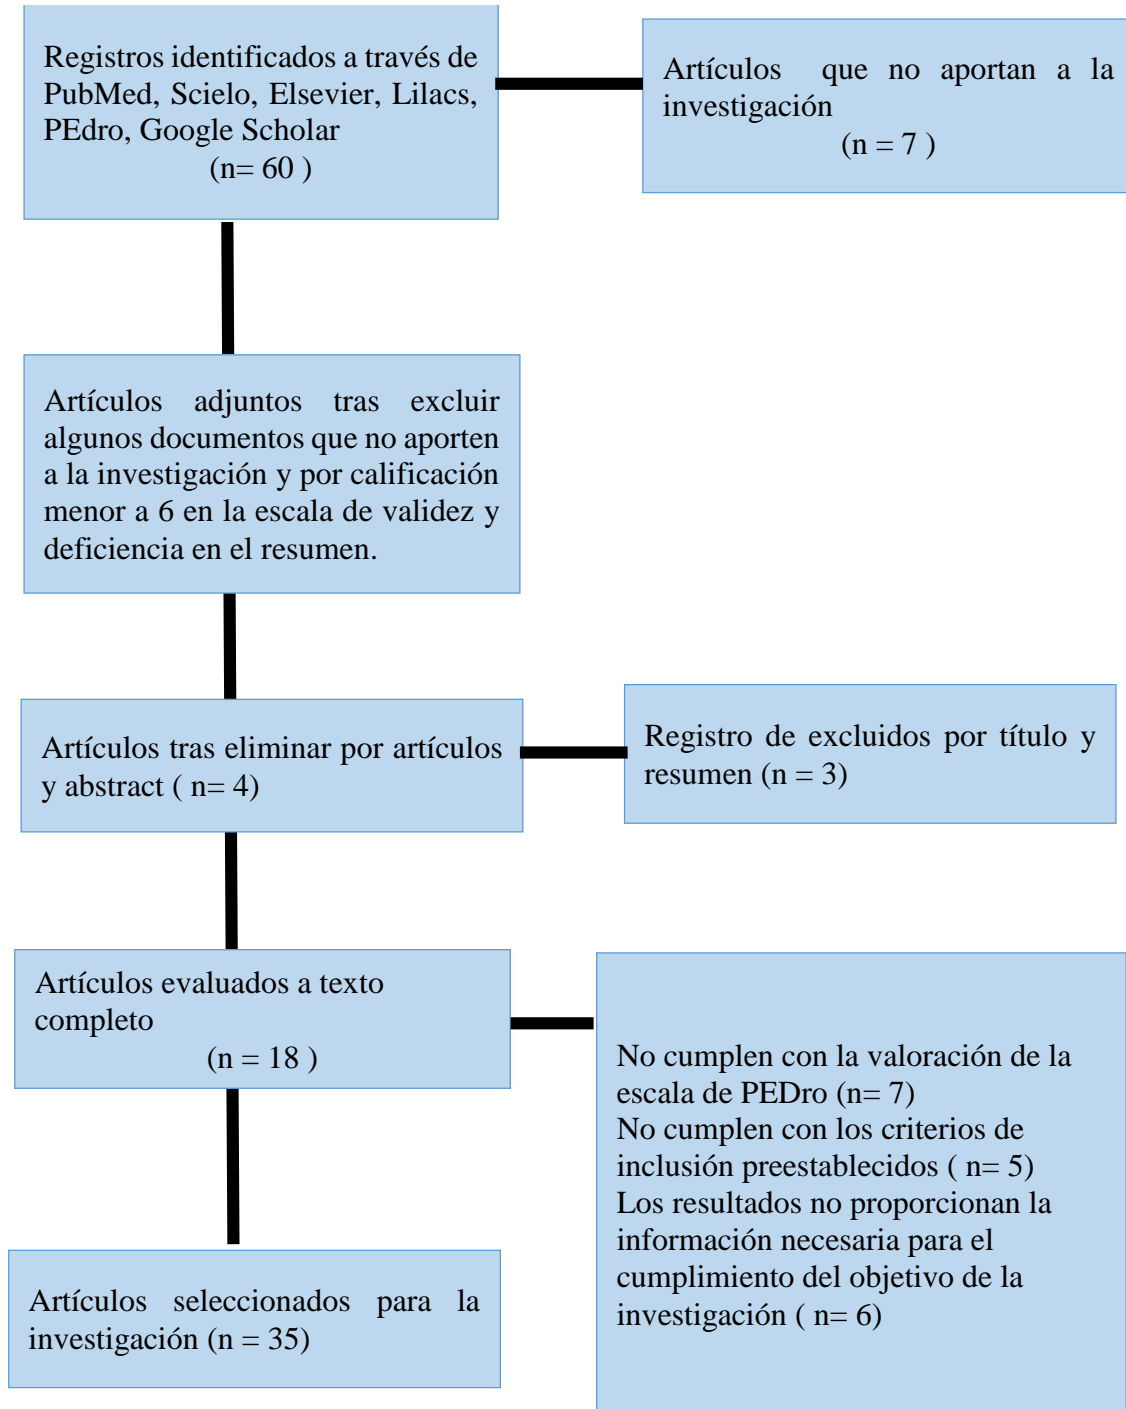 Registros identificados a través de
PubMed, Scielo, Elsevier, Lilacs,
PEdro, Google Scholar
(n= 60 )
Artículos que no aportan a la
investigación
(n = 7 )
Artículos adjuntos tras excluir
algunos documentos que no aporten
a la investigación y por calificación
menor a 6 en la escala de validez y
deficiencia en el resumen.
Artículos tras eliminar por artículos
y abstract ( n= 4)
Registro de excluidos por título y
resumen (n = 3)
Artículos evaluados a texto
completo
(n = 18 )
No cumplen con la valoración de la
escala de PEDro (n= 7)
No cumplen con los criterios de
inclusión preestablecidos ( n= 5)
Los resultados no proporcionan la
información necesaria para el
cumplimiento del objetivo de la
investigación ( n= 6)
Artículos seleccionados para la
investigación (n = 35)